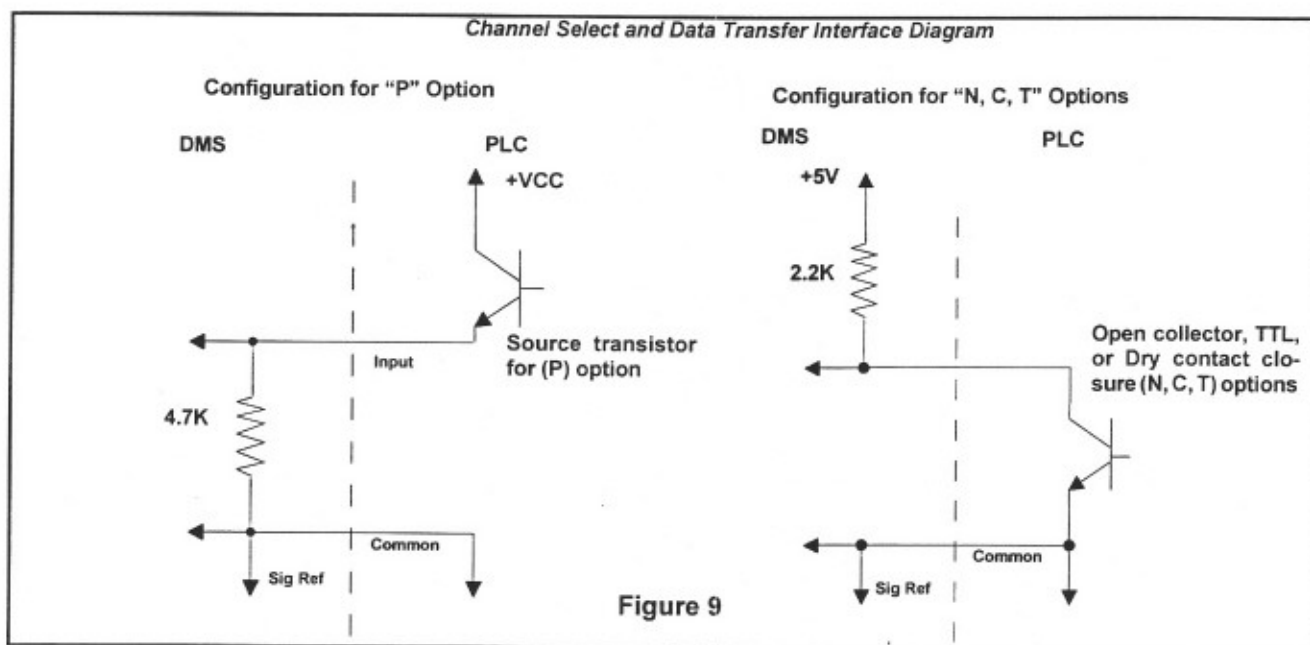 Channel Select and Data Transfer Interface Diagram
Configuration for "P" Option
DMS
PLC
+VCC
Input
Source transistor
for (P) option
4.7K
Common
Sig Ref
Configuration for "N, C, T" Options
DMS
PLC
+5V
2.2K
Open collector, TTL,
or Dry contact clo-
sure (N, C, T) options
Common
Sig Ref
Figure 9